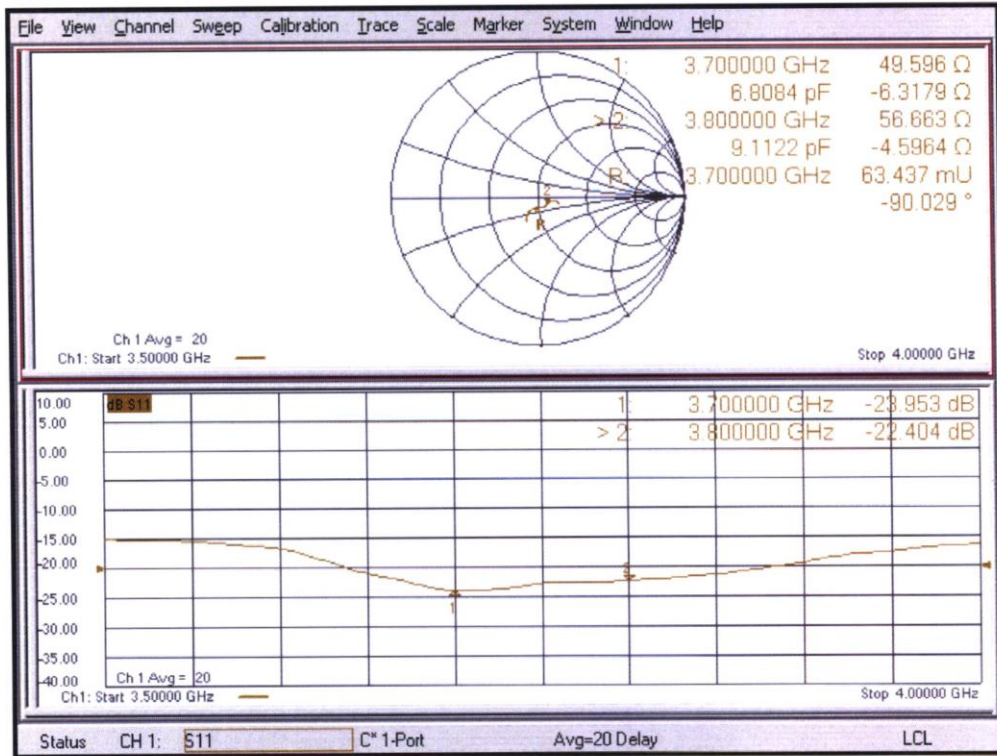 File View Channel Sweep Calibration Trace Scale Marker System Window Help
1: 3.700000 GHz 49.596 Ω
6.8084 pF -6.3179 Ω
> 2: 3.800000 GHz 56.663 Ω
9.1122 pF -4.5964 Ω
R: 3.700000 GHz 63.437 mU
-90.029 °
2
R
Ch 1 Avg = 20
Ch1: Start 3.50000 GHz
Stop 4.00000 GHz
10.00
dB S11
1: 3.700000 GHz -23.953 dB
5.00
> 2: 3.800000 GHz -22.404 dB
0.00
-5.00
-10.00
-15.00
-20.00
-25.00
1
-30.00
-35.00
-40.00
Ch 1 Avg = 20
Ch1: Start 3.50000 GHz
Stop 4.00000 GHz
Status CH 1: S11 C* 1-Port Avg=20 Delay LCL